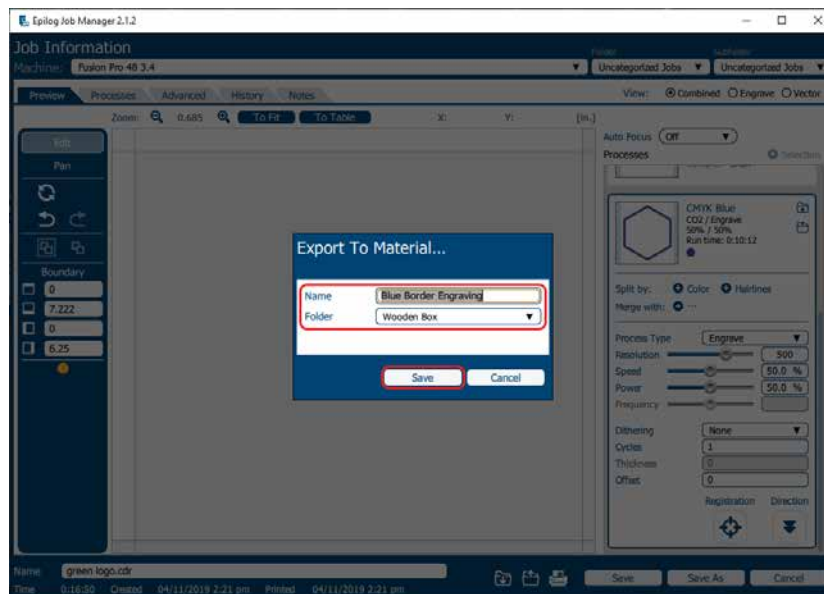 Epilog Job Manager 2.1.2
Job Information
Machine: Fusion Pro 48 3.4
Folder Subfolder
Uncategorized Jobs Uncategorized Jobs
Preview Processes Advanced History Notes View: Combined Engrave Vector
Zoom: 0.685 To Fit To Table X: Y: (in.)
Edit
Pan
Boundary
0
7.222
0
6.25
Auto Focus Off
Processes Selection
CMYK Blue
CO2 / Engrave
50% / 50%
Run time: 0:10:12
Split by: Color Hairlines
Merge with: ...
Process Type Engrave
Resolution 500
Speed 50.0 %
Power 50.0 %
Frequency
Dithering None
Cycles 1
Thickness 0
Offset 0
Registration Direction
Export To Material...
Name Blue Border Engraving
Folder Wooden Box
Save Cancel
Name green logo.cdr
Time 0:16:50 Created 04/11/2019 2:21 pm Printed 04/11/2019 2:21 pm
Save Save As Cancel